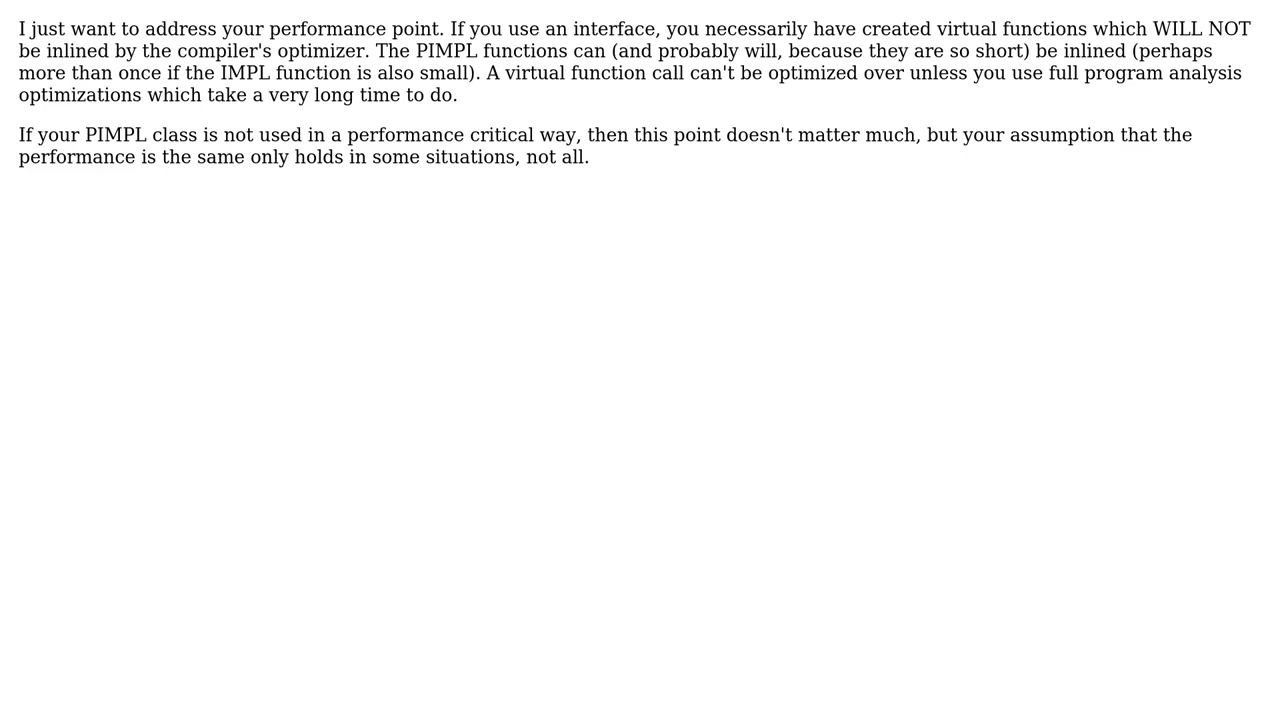 I just want to address your performance point. If you use an interface, you necessarily have created virtual functions which WILL NOT
be inlined by the compiler's optimizer. The PIMPL functions can (and probably will, because they are so short) be inlined (perhaps
more than once if the IMPL function is also small). A virtual function call can't be optimized over unless you use full program analysis
optimizations which take a very long time to do.
If your PIMPL class is not used in a performance critical way, then this point doesn't matter much, but your assumption that the
performance is the same only holds in some situations, not all.